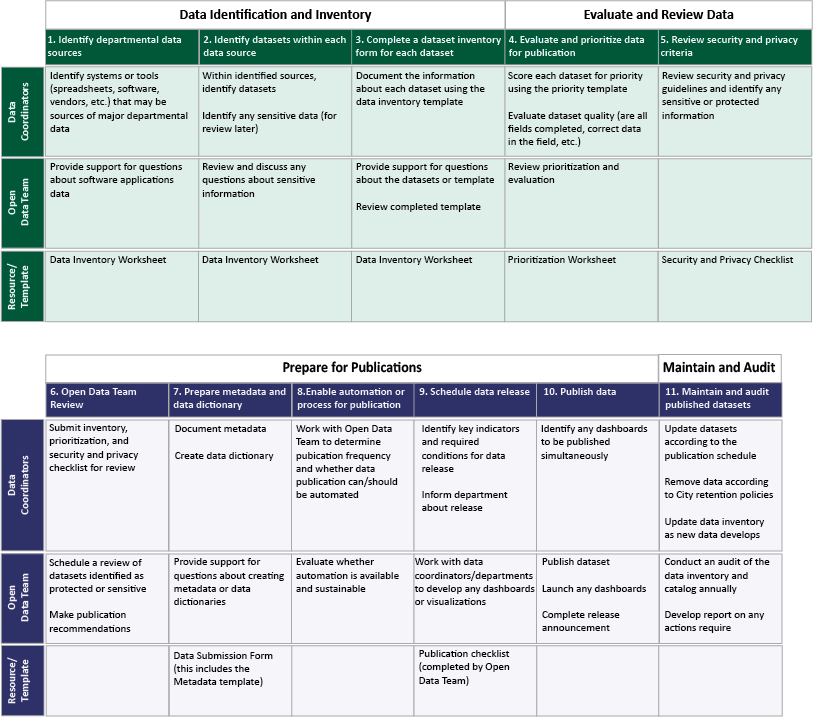 Data Identification and Inventory
Evaluate and Review Data
1. Identify departmental data
sources
2. Identify datasets within each
data source
3. Complete a dataset inventory
form for each dataset
4. Evaluate and prioritize data
for publication
5. Review security and privacy
criteria
Data
Coordinators
Identify systems or tools
(spreadsheets, software,
vendors, etc.) that may be
sources of major departmental
data
Within identified sources,
identify datasets
Identify any sensitive data (for
review later)
Document the information
about each dataset using the
data inventory template
Score each dataset for priority
using the priority template
Evaluate dataset quality (are all
fields completed, correct data
in the field, etc.)
Review security and privacy
guidelines and identify any
sensitive or protected
information
Open
Data Team
Provide support for questions
about software applications
data
Review and discuss any
questions about sensitive
information
Provide support for questions
about the datasets or template
Review completed template
Review prioritization and
evaluation
Resource/
Template
Data Inventory Worksheet
Data Inventory Worksheet
Data Inventory Worksheet
Prioritization Worksheet
Security and Privacy Checklist
Prepare for Publications
Maintain and Audit
6. Open Data Team
Review
7. Prepare metadata and
data dictionary
8.Enable automation or
process for publication
9. Schedule data release
10. Publish data
11. Maintain and audit
published datasets
Data
Coordinators
Submit inventory,
prioritization, and
security and privacy
checklist for review
Document metadata
Create data dictionary
Work with Open Data
Team to determine
pubication frequency
and whether data
publication can/should
be automated
Identify key indicators
and required
conditions for data
release
Inform department
about release
Identify any dashboards
to be published
simultaneously
Update datasets
according to the
publication schedule
Remove data according
to City retention policies
Update data inventory
as new data develops
Open
Data Team
Schedule a review of
datasets identified as
protected or sensitive
Make publication
recommendations
Provide support for
questions about creating
metadata or data
dictionaries
Evaluate whether
automation is available
and sustainable
Work with data
coordinators/departments
to develop any dashboards
or visualizations
Publish dataset
Launch any dashboards
Complete release
announcement
Conduct an audit of the
data inventory and
catalog annually
Develop report on any
actions require
Resource/
Template
Data Submission Form
(this includes the
Metadata template)
Publication checklist
(completed by Open
Data Team)